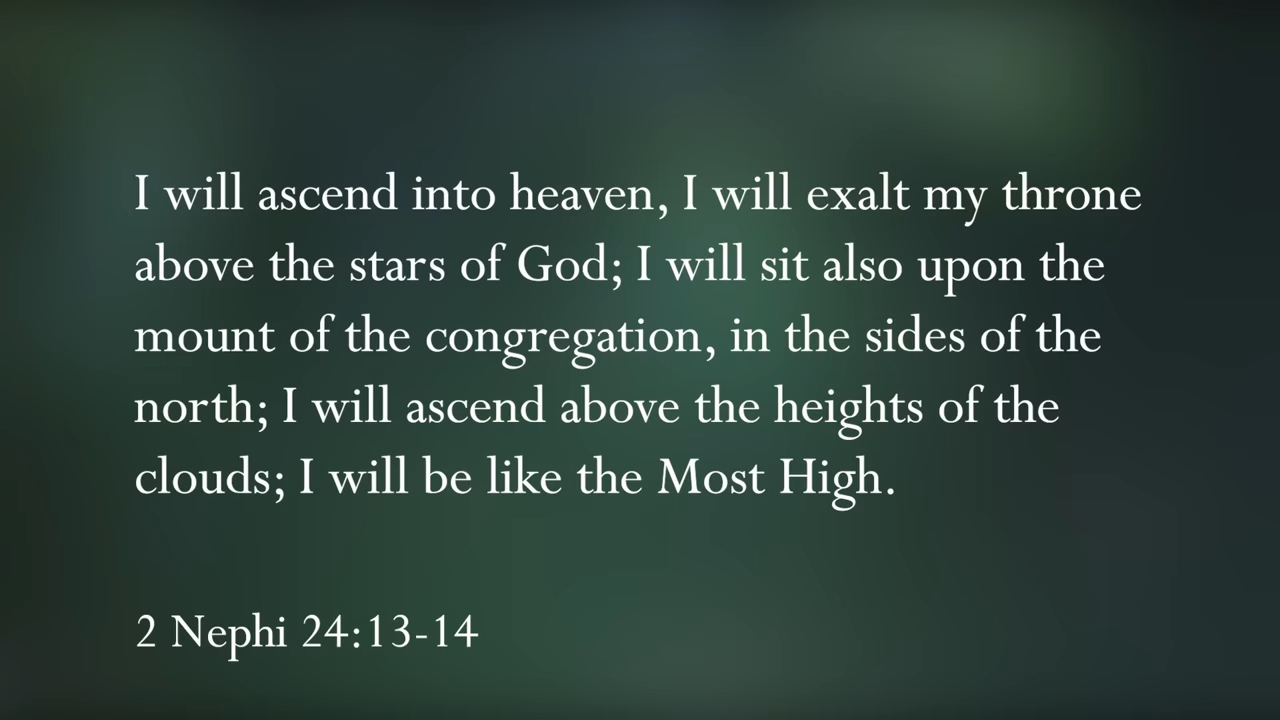 I will ascend into heaven, I will exalt my throne
above the stars of God; I will sit also upon the
mount of the congregation, in the sides of the
north; I will ascend above the heights of the
clouds; I will be like the Most High.
2 Nephi 24:13-14